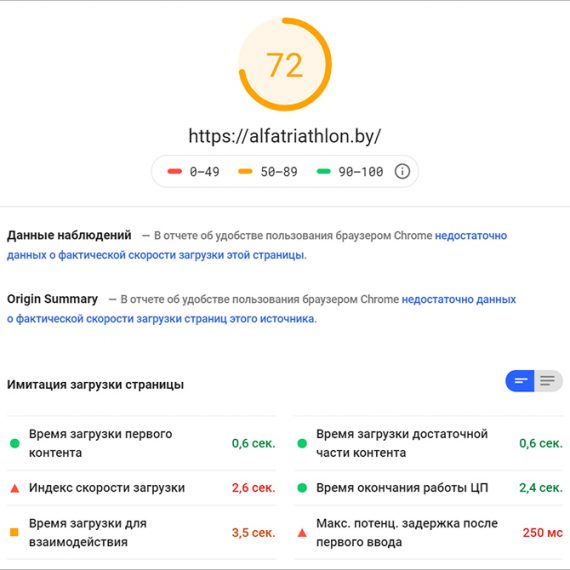 72
https://alfatriathlon.by/
0–49 50–89 90–100
Данные наблюдений — В отчете об удобстве пользования браузером Chrome недостаточно
данных о фактической скорости загрузки этой страницы.
Origin Summary — В отчете об удобстве пользования браузером Chrome недостаточно данных
о фактической скорости загрузки страниц этого источника.
Имитация загрузки страницы
Время загрузки первого
контента 0,6 сек.
Время загрузки достаточной
части контента 0,6 сек.
Индекс скорости загрузки 2,6 сек.
Время окончания работы ЦП 2,4 сек.
Время загрузки для
взаимодействия 3,5 сек.
Макс. потенц. задержка после
первого ввода 250 мс